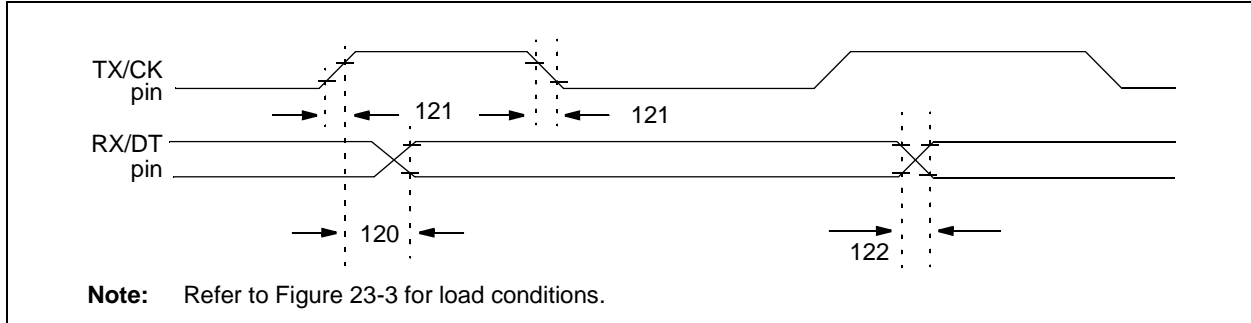 TX/CK
pin
121
121
RX/DT
pin
120
122
Note: Refer to Figure 23-3 for load conditions.